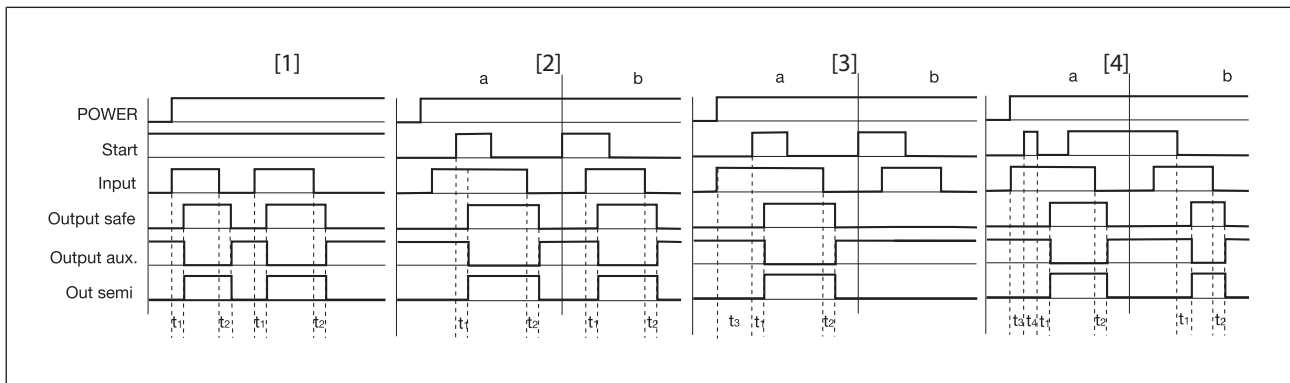 [1] [2] [3] [4]
a b a b a b
POWER
Start
Input
Output safe
Output aux.
Out semi
t1 t2 t1 t2 t1 t2 t1 t2 t3 t1 t2 t3 t4 t1 t2 t1 t2